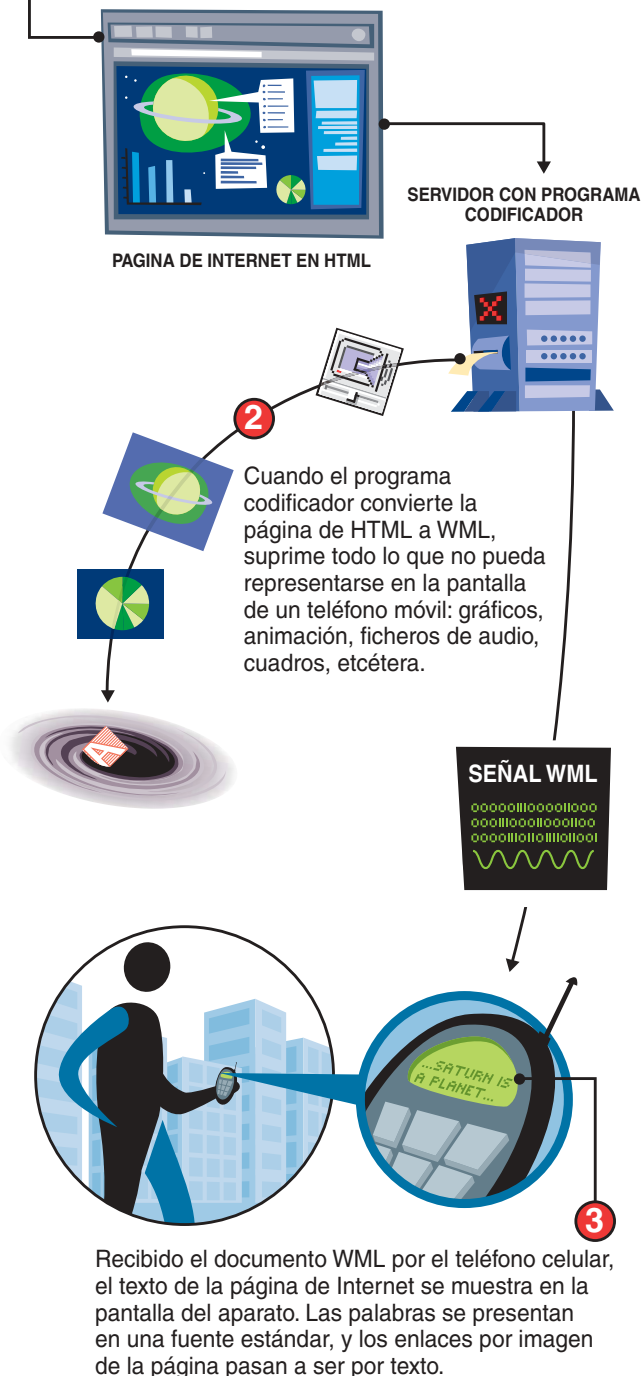 SERVIDOR CON PROGRAMA
CODIFICADOR
PAGINA DE INTERNET EN HTML
2
Cuando el programa
codificador convierte la
página de HTML a WML,
suprime todo lo que no pueda
representarse en la pantalla
de un teléfono móvil: gráficos,
animación, ficheros de audio,
cuadros, etcétera.
A
SEÑAL WML
OOOOOIIIOOOOIIOOO
OOOIIIOOOIIOOOIIOO
OOOOIIIOIIOIIIIOIIOOI
...SATURN IS
A PLANET...
3
Recibido el documento WML por el teléfono celular,
el texto de la página de Internet se muestra en la
pantalla del aparato. Las palabras se presentan
en una fuente estándar, y los enlaces por imagen
de la página pasan a ser por texto.